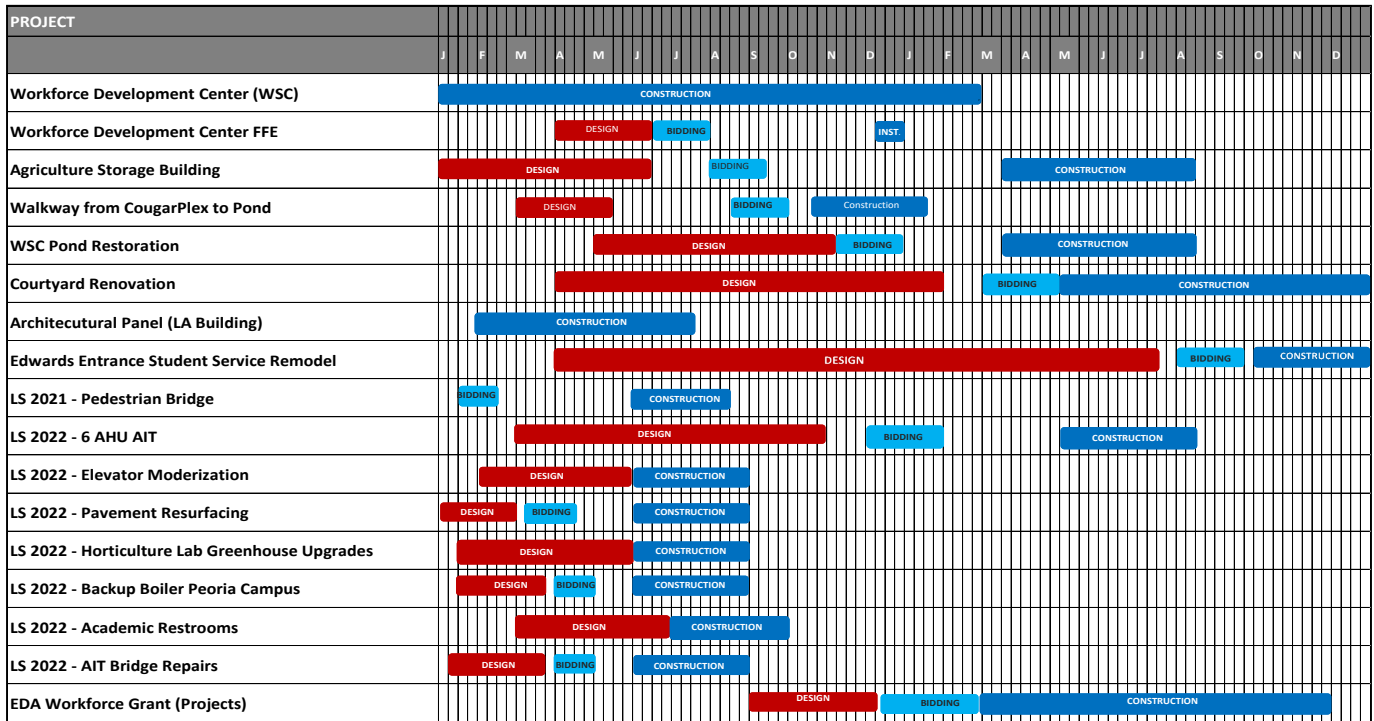 PROJECT
J F M A M J J A S O N D J F M A M J J A S O N D
Workforce Development Center (WSC) CONSTRUCTION
Workforce Development Center FFE DESIGN BIDDING INST.
Agriculture Storage Building DESIGN BIDDING CONSTRUCTION
Walkway from CougarPlex to Pond DESIGN BIDDING Construction
WSC Pond Restoration DESIGN BIDDING CONSTRUCTION
Courtyard Renovation DESIGN BIDDING CONSTRUCTION
Architecutural Panel (LA Building) CONSTRUCTION
Edwards Entrance Student Service Remodel DESIGN BIDDING CONSTRUCTION
LS 2021 - Pedestrian Bridge BIDDING CONSTRUCTION
LS 2022 - 6 AHU AIT DESIGN BIDDING CONSTRUCTION
LS 2022 - Elevator Moderization DESIGN CONSTRUCTION
LS 2022 - Pavement Resurfacing DESIGN BIDDING CONSTRUCTION
LS 2022 - Horticulture Lab Greenhouse Upgrades DESIGN CONSTRUCTION
LS 2022 - Backup Boiler Peoria Campus DESIGN BIDDING CONSTRUCTION
LS 2022 - Academic Restrooms DESIGN CONSTRUCTION
LS 2022 - AIT Bridge Repairs DESIGN BIDDING CONSTRUCTION
EDA Workforce Grant (Projects) DESIGN BIDDING CONSTRUCTION